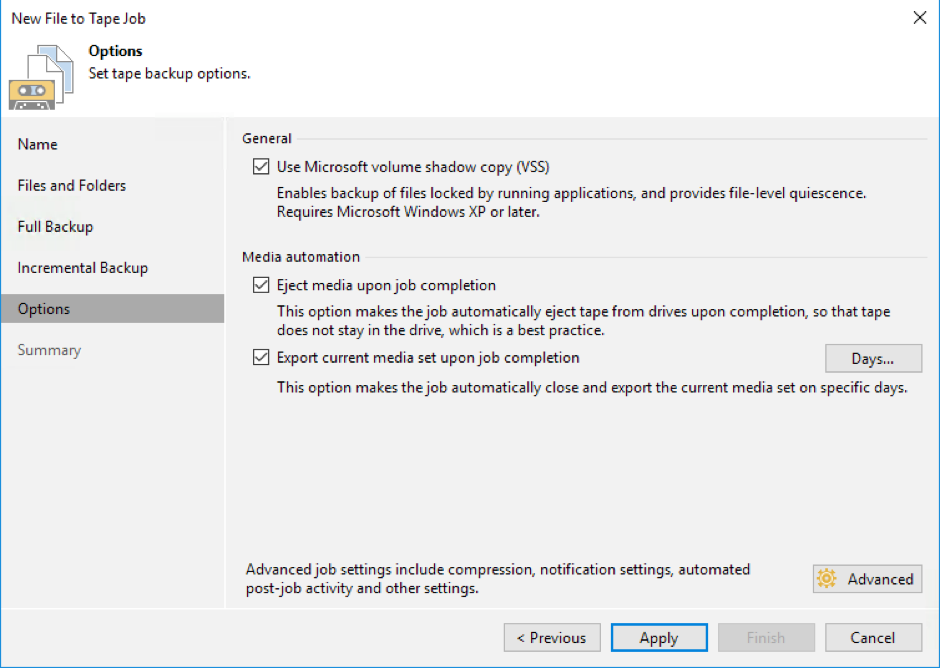 New File to Tape Job
Options
Set tape backup options.
Name
Files and Folders
Full Backup
Incremental Backup
Options
Summary
General
Use Microsoft volume shadow copy (VSS)
Enables backup of files locked by running applications, and provides file-level quiescence.
Requires Microsoft Windows XP or later.
Media automation
Eject media upon job completion
This option makes the job automatically eject tape from drives upon completion, so that tape
does not stay in the drive, which is a best practice.
Export current media set upon job completion
Days...
This option makes the job automatically close and export the current media set on specific days.
Advanced job settings include compression, notification settings, automated
post-job activity and other settings.
Advanced
< Previous
Apply
Finish
Cancel